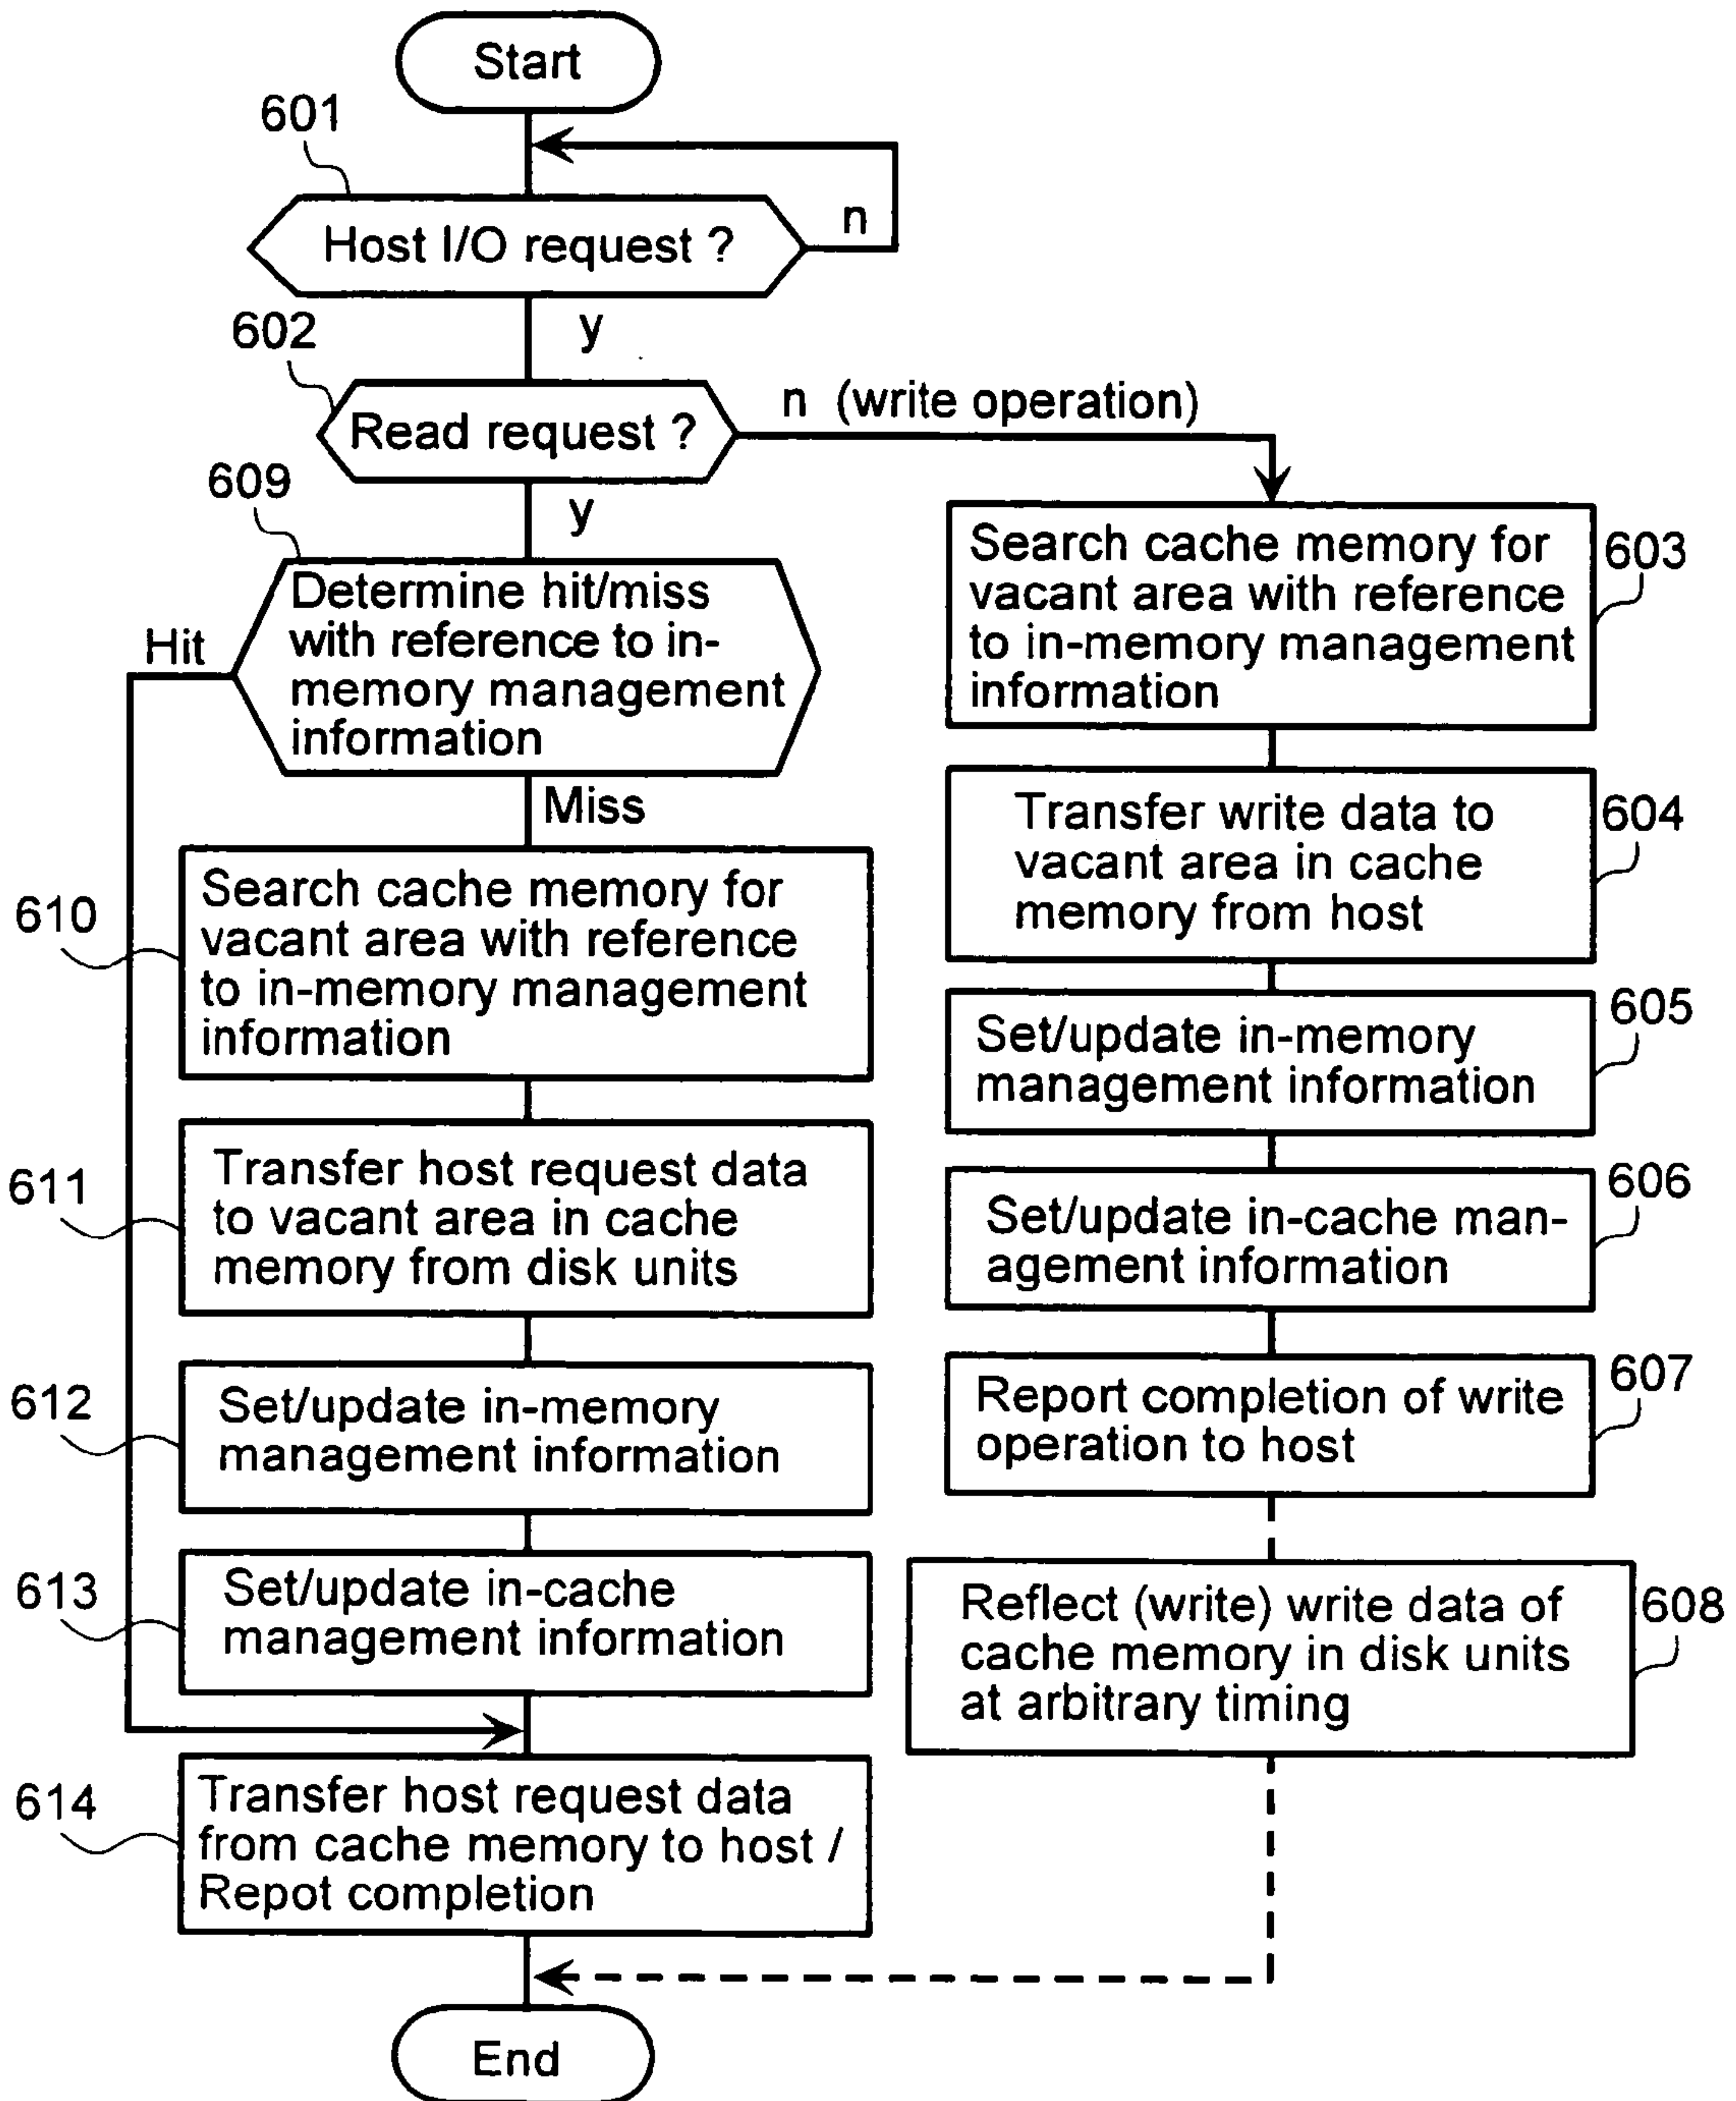 Start
601
Host I/O request ?
n
y
602
Read request ?
n (write operation)
y
609
Determine hit/miss
with reference to in-
memory management
information
Hit
Miss
610
Search cache memory for
vacant area with reference
to in-memory management
information
611
Transfer host request data
to vacant area in cache
memory from disk units
612
Set/update in-memory
management information
613
Set/update in-cache
management information
614
Transfer host request data
from cache memory to host /
Repot completion
End
Search cache memory for
vacant area with reference
to in-memory management
information
603
Transfer write data to
vacant area in cache
memory from host
604
Set/update in-memory
management information
605
Set/update in-cache man-
agement information
606
Report completion of write
operation to host
607
Reflect (write) write data of
cache memory in disk units
at arbitrary timing
608